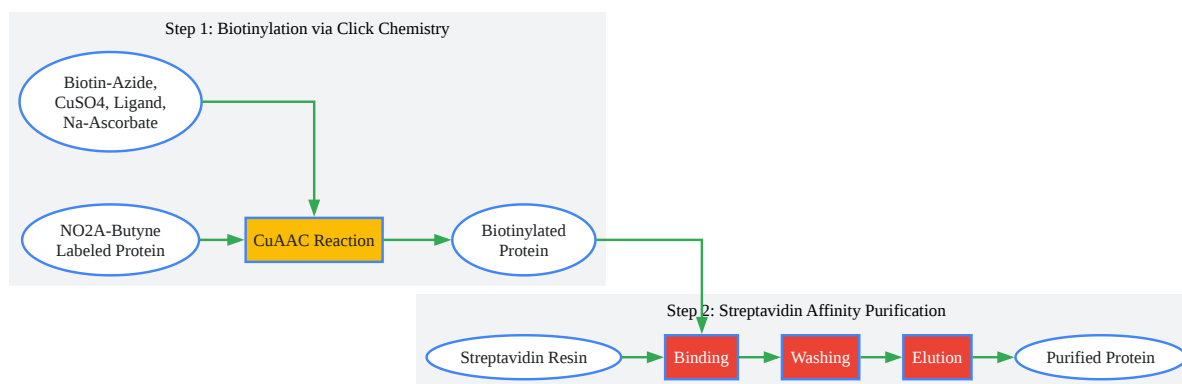 Step 1: Biotinylation via Click Chemistry
Biotin-Azide,
CuSO4, Ligand,
Na-Ascorbate
NO2A-Butyne
Labeled Protein
CuAAC Reaction
Biotinylated
Protein
Step 2: Streptavidin Affinity Purification
Streptavidin Resin
Binding
Washing
Elution
Purified Protein